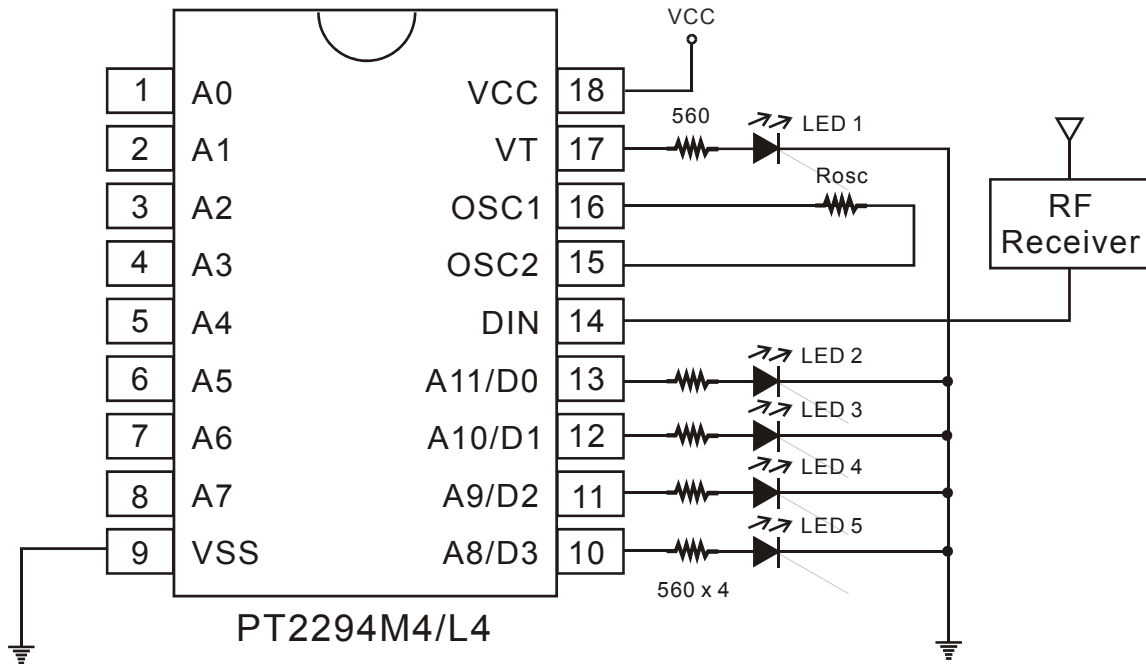 VCC
1 A0 VCC 18
560
LED 1
2 A1 VT 17
Rosc
3 A2 OSC1 16
RF
Receiver
4 A3 OSC2 15
5 A4 DIN 14
LED 2
6 A5 A11/D0 13
LED 3
7 A6 A10/D1 12
LED 4
8 A7 A9/D2 11
LED 5
9 VSS A8/D3 10
560 x 4
PT2294M4/L4